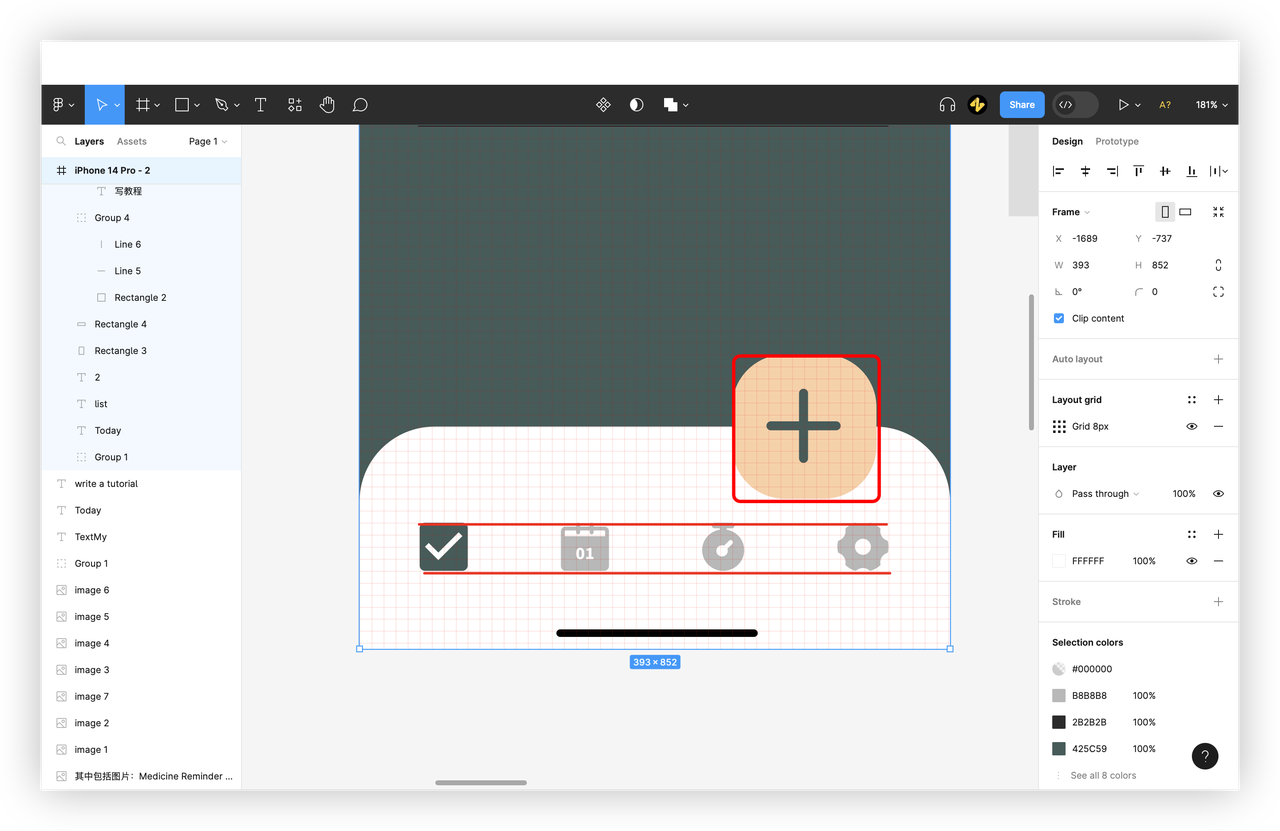 Share
A?
181%
Layers
Assets
Page 1
iPhone 14 Pro - 2
写教程
Group 4
Line 6
Line 5
Rectangle 2
Rectangle 4
Rectangle 3
2
list
Today
Group 1
write a tutorial
Today
TextMy
Group 1
image 6
image 5
image 4
image 3
image 7
image 2
image 1
其中包括图片：Medicine Reminder ...
01
393 × 852
Design
Prototype
Frame
X -1689 Y -737
W 393 H 852
0° 0
Clip content
Auto layout
Layout grid
Grid 8px
Layer
Pass through 100%
Fill
FFFFFF 100%
Stroke
Selection colors
#000000
B8B8B8 100%
2B2B2B 100%
425C59 100%
See all 8 colors
?